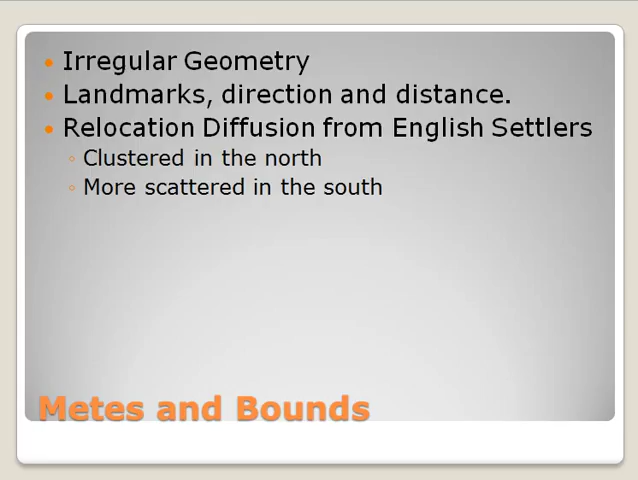 Irregular Geometry
Landmarks, direction and distance.
Relocation Diffusion from English Settlers
Clustered in the north
More scattered in the south
Metes and Bounds